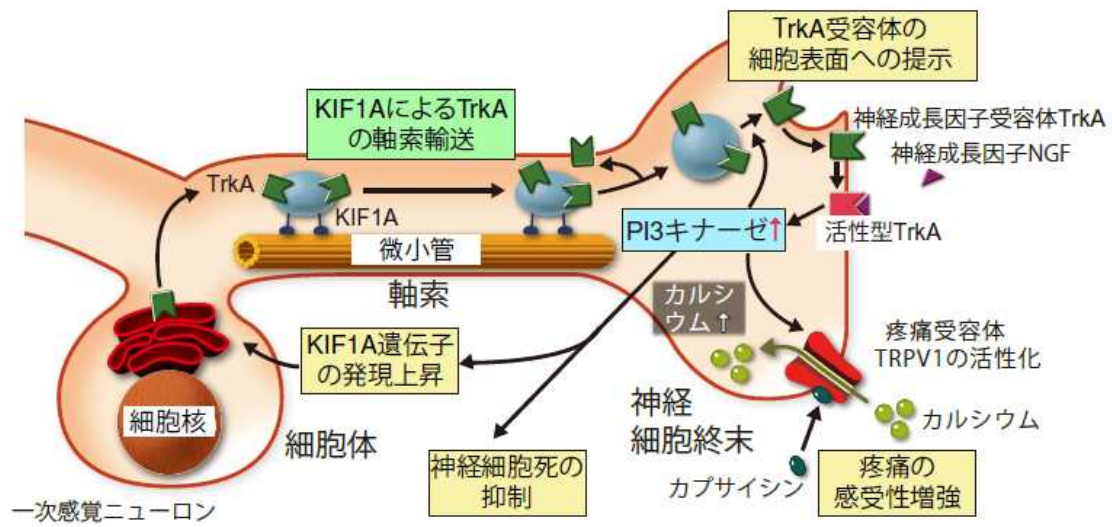 TrkA受容体の
細胞表面への提示
KIF1AによるTrkA
の軸索輸送
神経成長因子受容体TrkA
神経成長因子NGF
TrkA
KIF1A
PI3キナーゼ↑
活性型TrkA
微小管
軸索
カルシ
ウム↑
疼痛受容体
TRPV1の活性化
KIF1A遺伝子
の発現上昇
細胞核
細胞体
神経
細胞終末
カルシウム
神経細胞死の
抑制
カプサイシン
疼痛の
感受性増強
一次感覚ニューロン